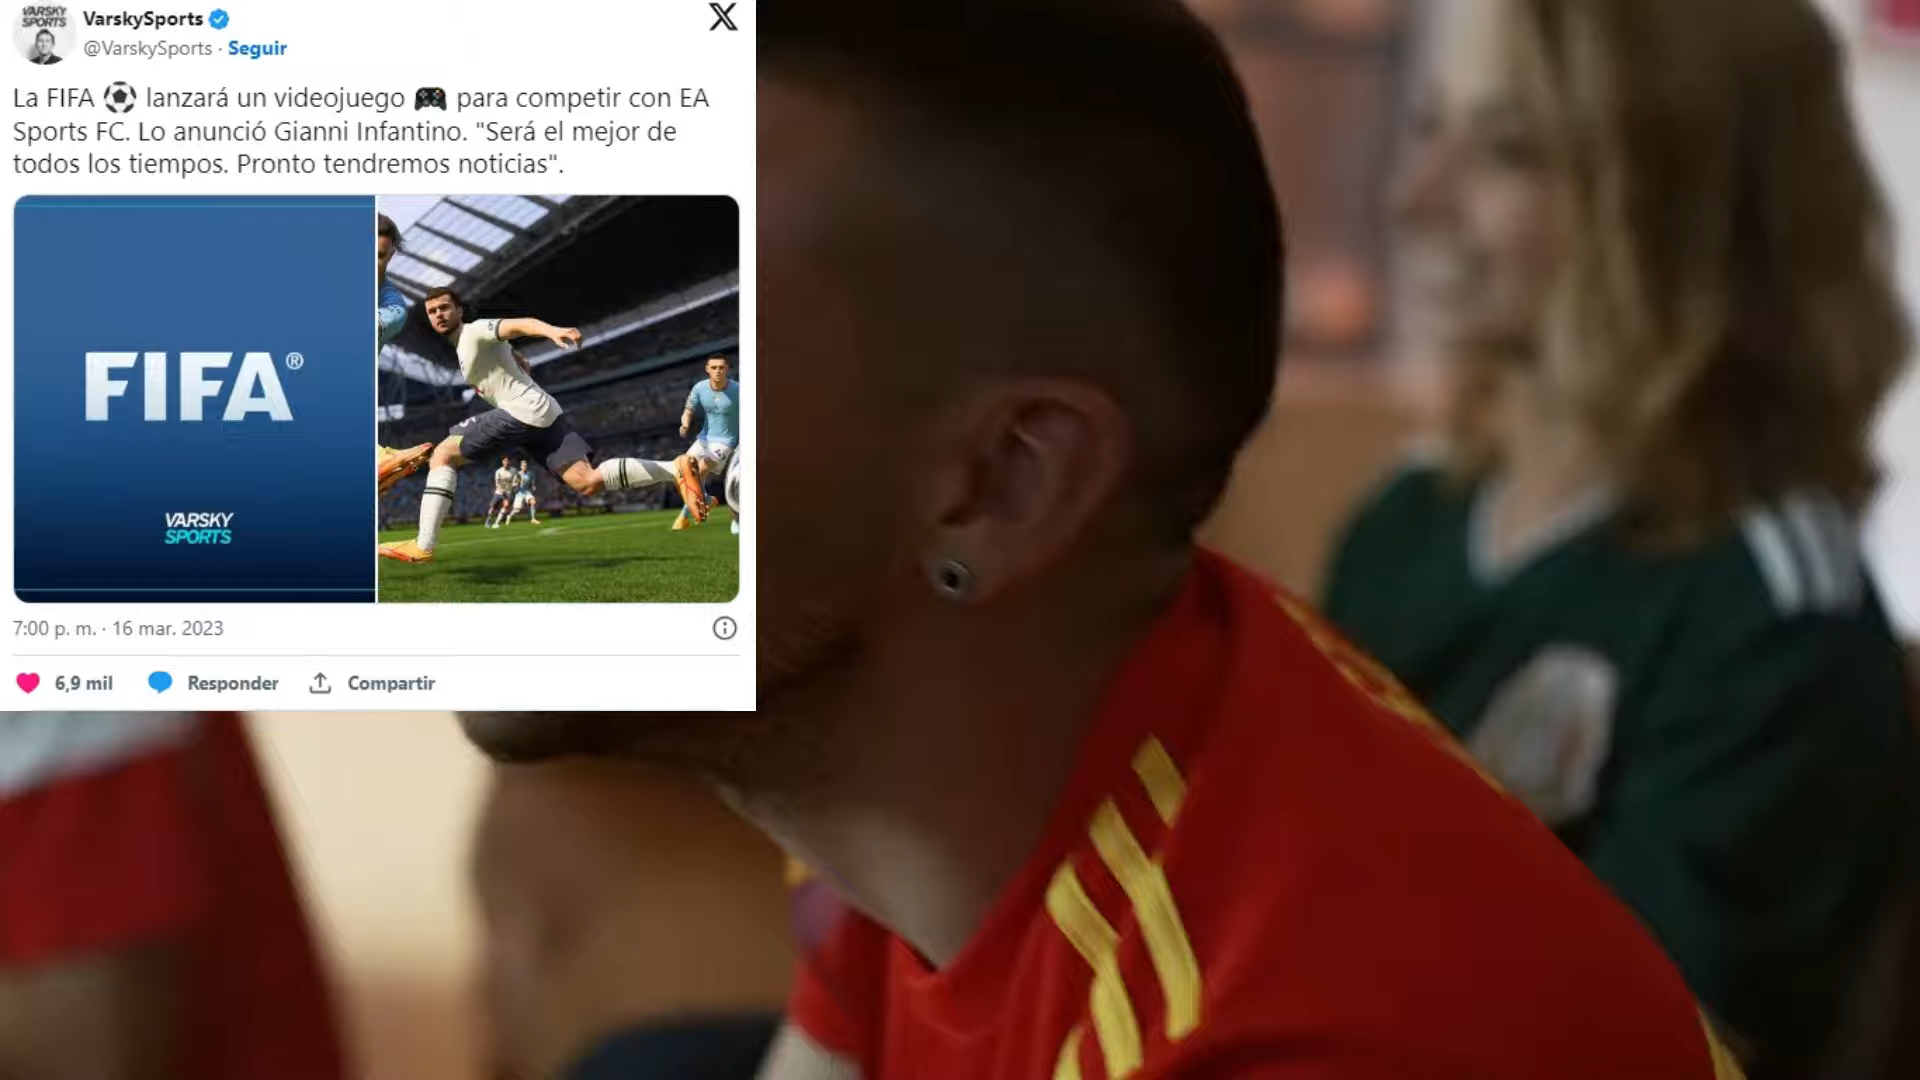 VARSKY
SPORTS
VarskySports
@VarskySports · Seguir
La FIFA ⚽ lanzará un videojuego 🎮 para competir con EA
Sports FC. Lo anunció Gianni Infantino. "Será el mejor de
todos los tiempos. Pronto tendremos noticias".
FIFA®
VARSKY
SPORTS
7:00 p. m. · 16 mar. 2023
6,9 mil
Responder
Compartir